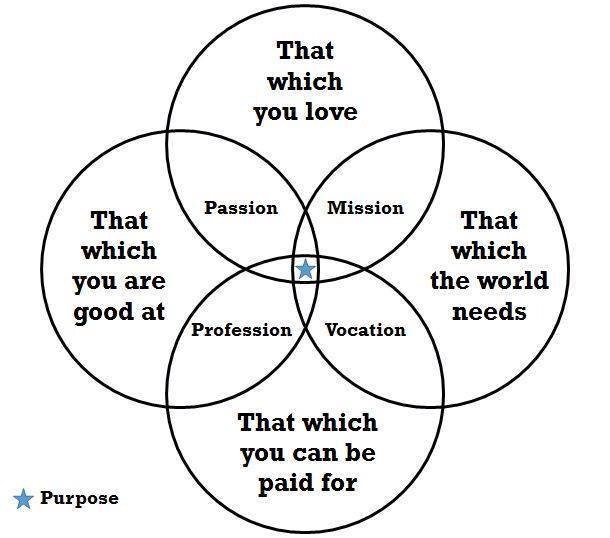 That
which
you love
Passion
Mission
That
which
you are
good at
That
which
the world
needs
Profession
Vocation
That which
you can be
paid for
Purpose